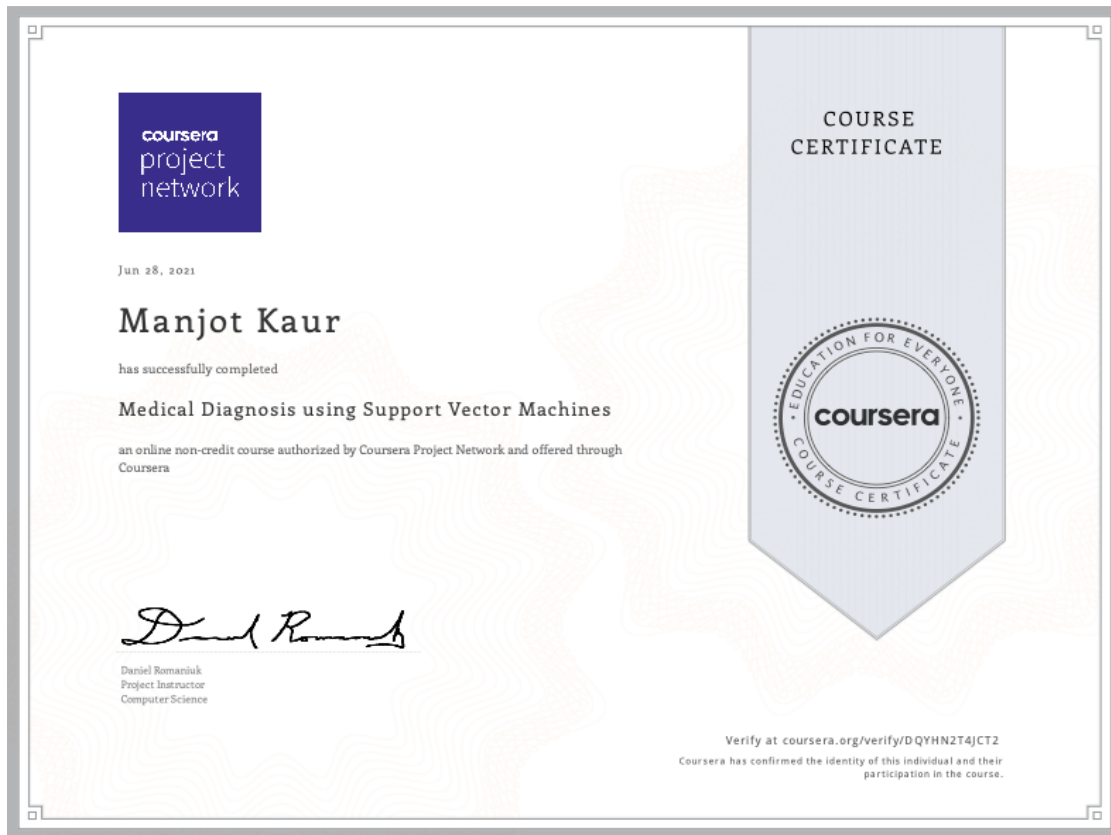 coursera
project
network
COURSE
CERTIFICATE
Jun 28, 2021
Manjot Kaur
has successfully completed
Medical Diagnosis using Support Vector Machines
an online non-credit course authorized by Coursera Project Network and offered through
Coursera
EDUCATION FOR EVERYONE
coursera
COURSE CERTIFICATE
Daniel Romaniuk
Daniel Romaniuk
Project Instructor
Computer Science
Verify at coursera.org/verify/DQYHN2T4JCT2
Coursera has confirmed the identity of this individual and their
participation in the course.